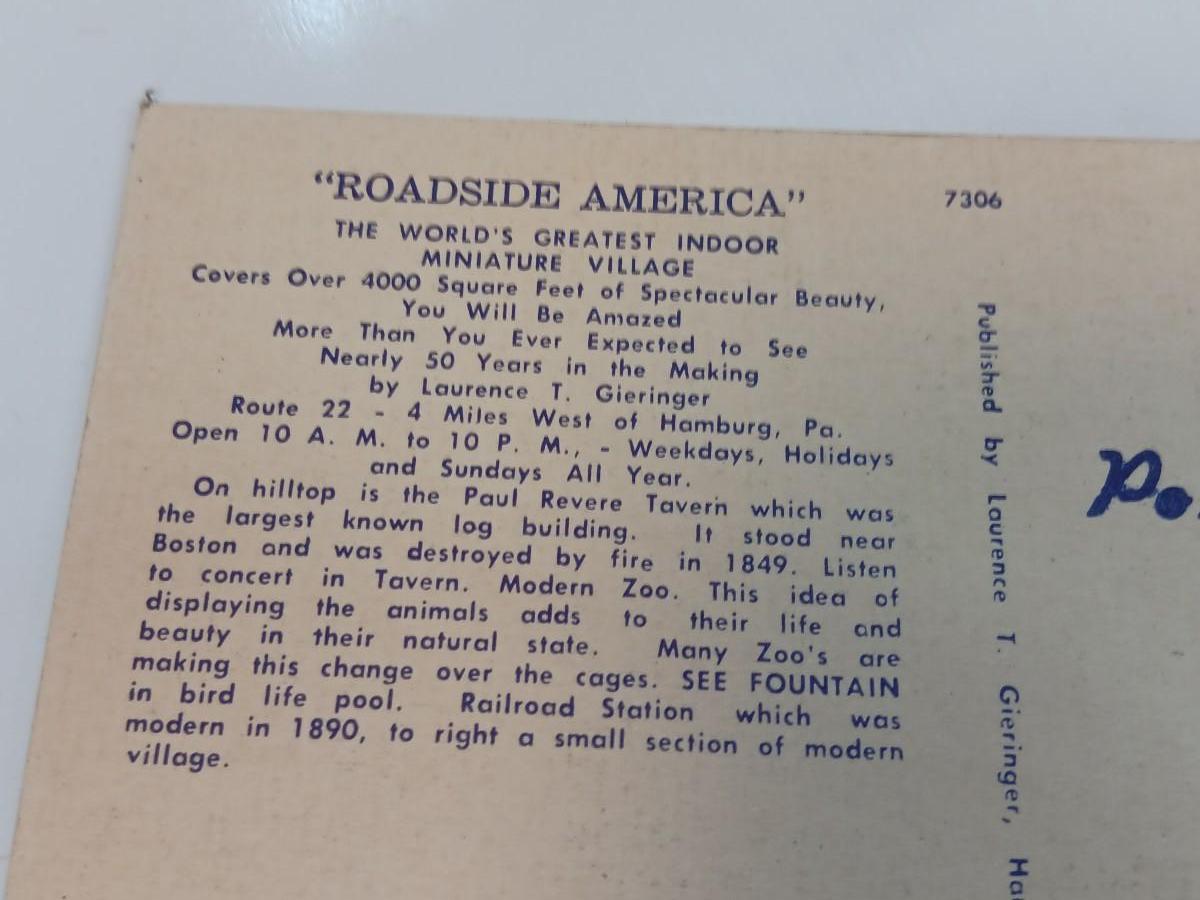 "ROADSIDE AMERICA"
THE WORLD'S GREATEST INDOOR
MINIATURE VILLAGE
Covers Over 4000 Square Feet of Spectacular Beauty,
You Will Be Amazed
More Than You Ever Expected to See
Nearly 50 Years in the Making
by Laurence T. Gieringer
Route 22 - 4 Miles West of Hamburg, Pa.
Open 10 A. M. to 10 P. M., - Weekdays, Holidays
and Sundays All Year.
On hilltop is the Paul Revere Tavern which was
the largest known log building. It stood near
Boston and was destroyed by fire in 1849. Listen
to concert in Tavern. Modern Zoo. This idea of
displaying the animals adds to their life and
beauty in their natural state. Many Zoo's are
making this change over the cages. SEE FOUNTAIN
in bird life pool. Railroad Station which was
modern in 1890, to right a small section of modern
village.
7306
Published by Laurence T. Gieringer,
P.